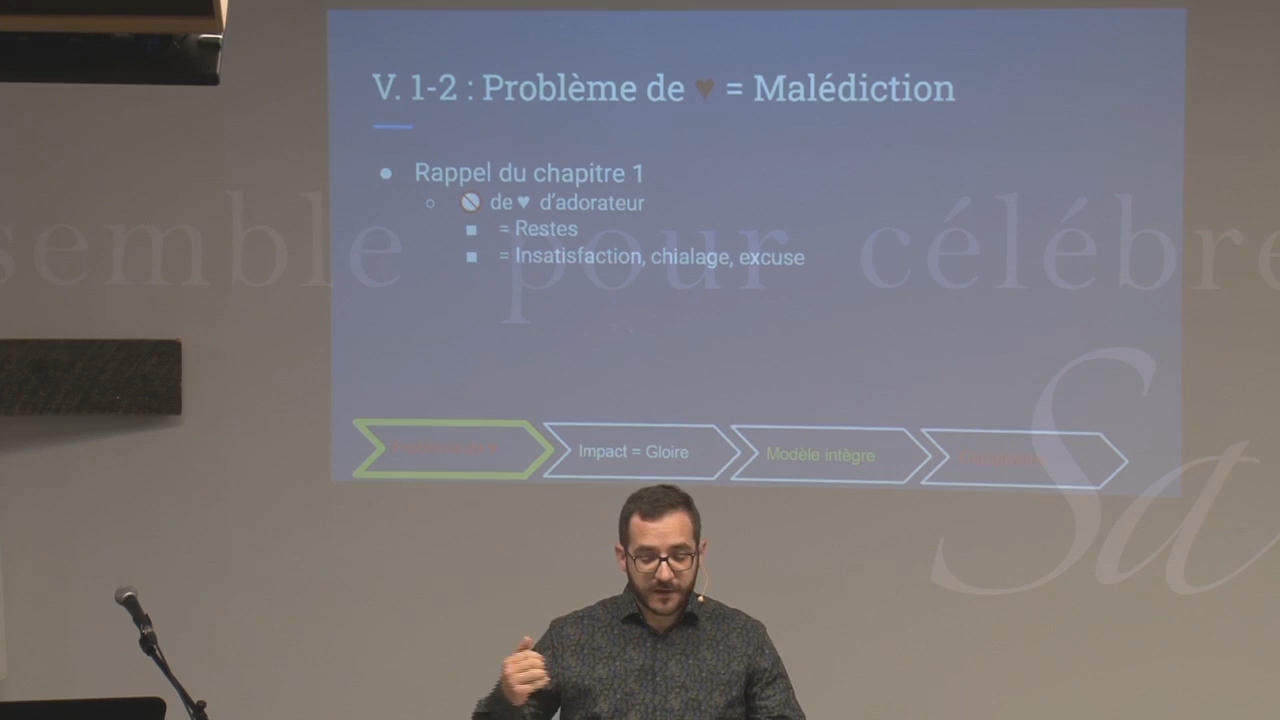 V. 1-2 : Problème de ♥ = Malédiction
● Rappel du chapitre 1
○ 🚫 de ♥ d'adorateur
■ = Restes
■ = Insatisfaction, chialage, excuse
semble pour célébre
Impact = Gloire
Modèle intègre
Sa